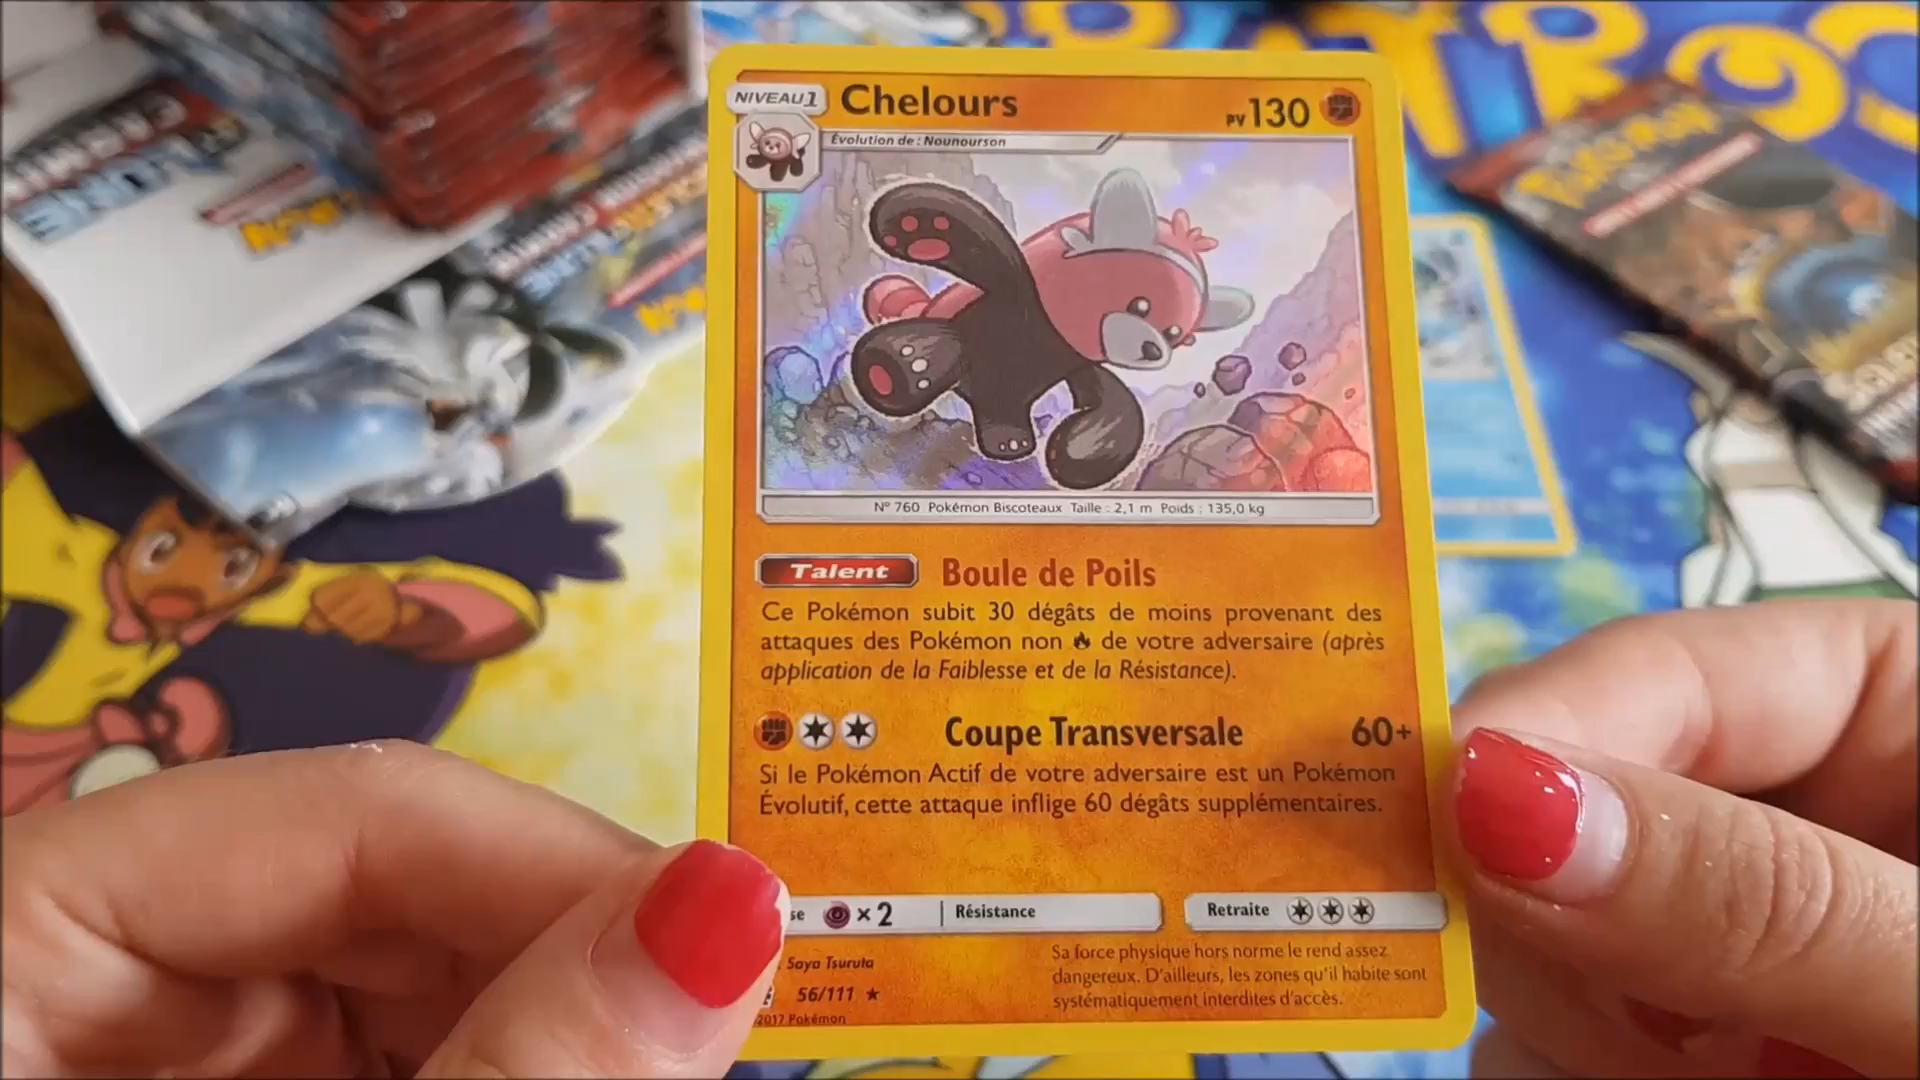 NIVEAU1
Chelours
PV130
Évolution de : Nounourson
N° 760 Pokémon Biscoteaux Taille : 2,1 m Poids : 135,0 kg
Talent Boule de Poils
Ce Pokémon subit 30 dégâts de moins provenant des
attaques des Pokémon non de votre adversaire (après
application de la Faiblesse et de la Résistance).
Coupe Transversale 60+
Si le Pokémon Actif de votre adversaire est un Pokémon
Évolutif, cette attaque inflige 60 dégâts supplémentaires.
se ×2 Résistance
Retraite
Saya Tsuruta
56/111
2017 Pokémon
Sa force physique hors norme le rend assez
dangereux. D'ailleurs, les zones qu'il habite sont
systématiquement interdites d'accès.
LUNE